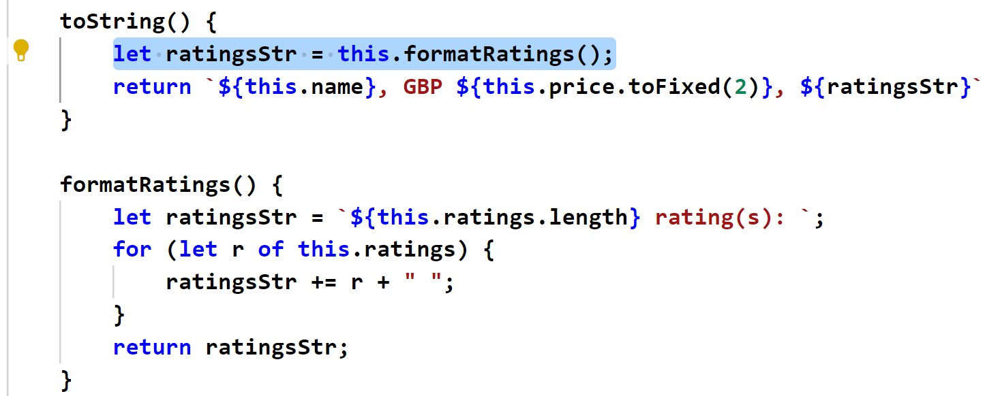 toString() {
    let ratingsStr = this.formatRatings();
    return `${this.name}, GBP ${this.price.toFixed(2)}, ${ratingsStr}`
}

formatRatings() {
    let ratingsStr = `${this.ratings.length} rating(s): `;
    for (let r of this.ratings) {
        ratingsStr += r + " ";
    }
    return ratingsStr;
}